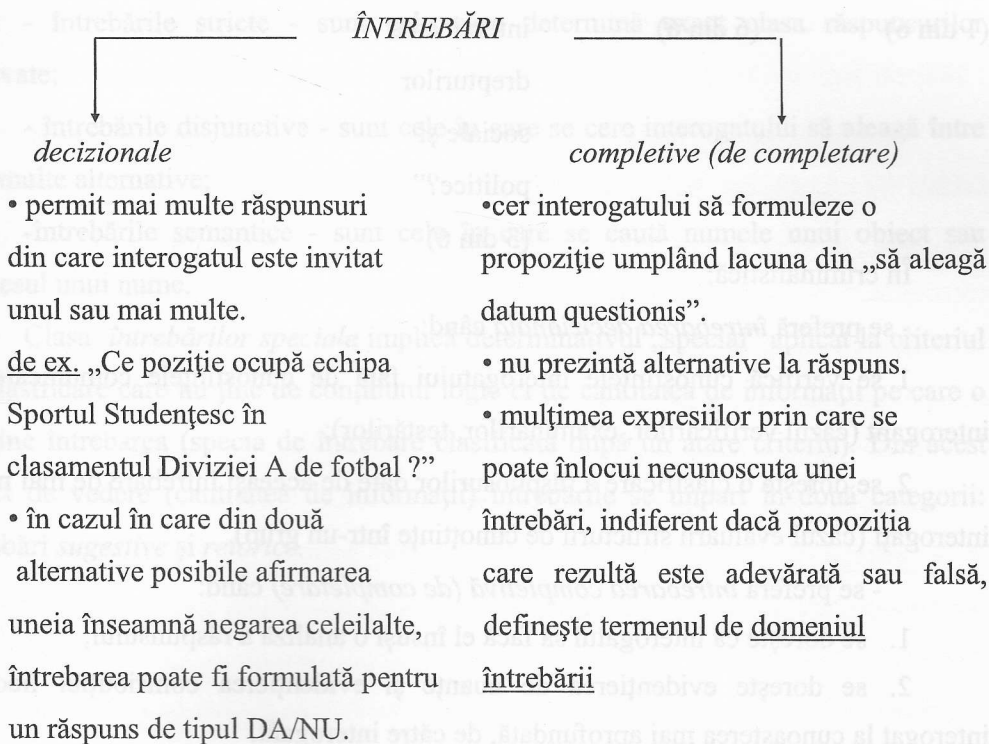 ÎNTREBĂRI
decizionale
• permit mai multe răspunsuri
din care interogatul este invitat
unul sau mai multe.
de ex. „Ce poziţie ocupă echipa
Sportul Studenţesc în
clasamentul Diviziei A de fotbal ?”
• în cazul în care din două
alternative posibile afirmarea
uneia înseamnă negarea celeilalte,
întrebarea poate fi formulată pentru
un răspuns de tipul DA/NU.
completive (de completare)
•cer interogatului să formuleze o
propoziţie umplând lacuna din „să aleagă
datum questionis”.
• nu prezintă alternative la răspuns.
• mulţimea expresiilor prin care se
poate înlocui necunoscuta unei
întrebări, indiferent dacă propoziţia
care rezultă este adevărată sau falsă,
defineşte termenul de domeniul
întrebării